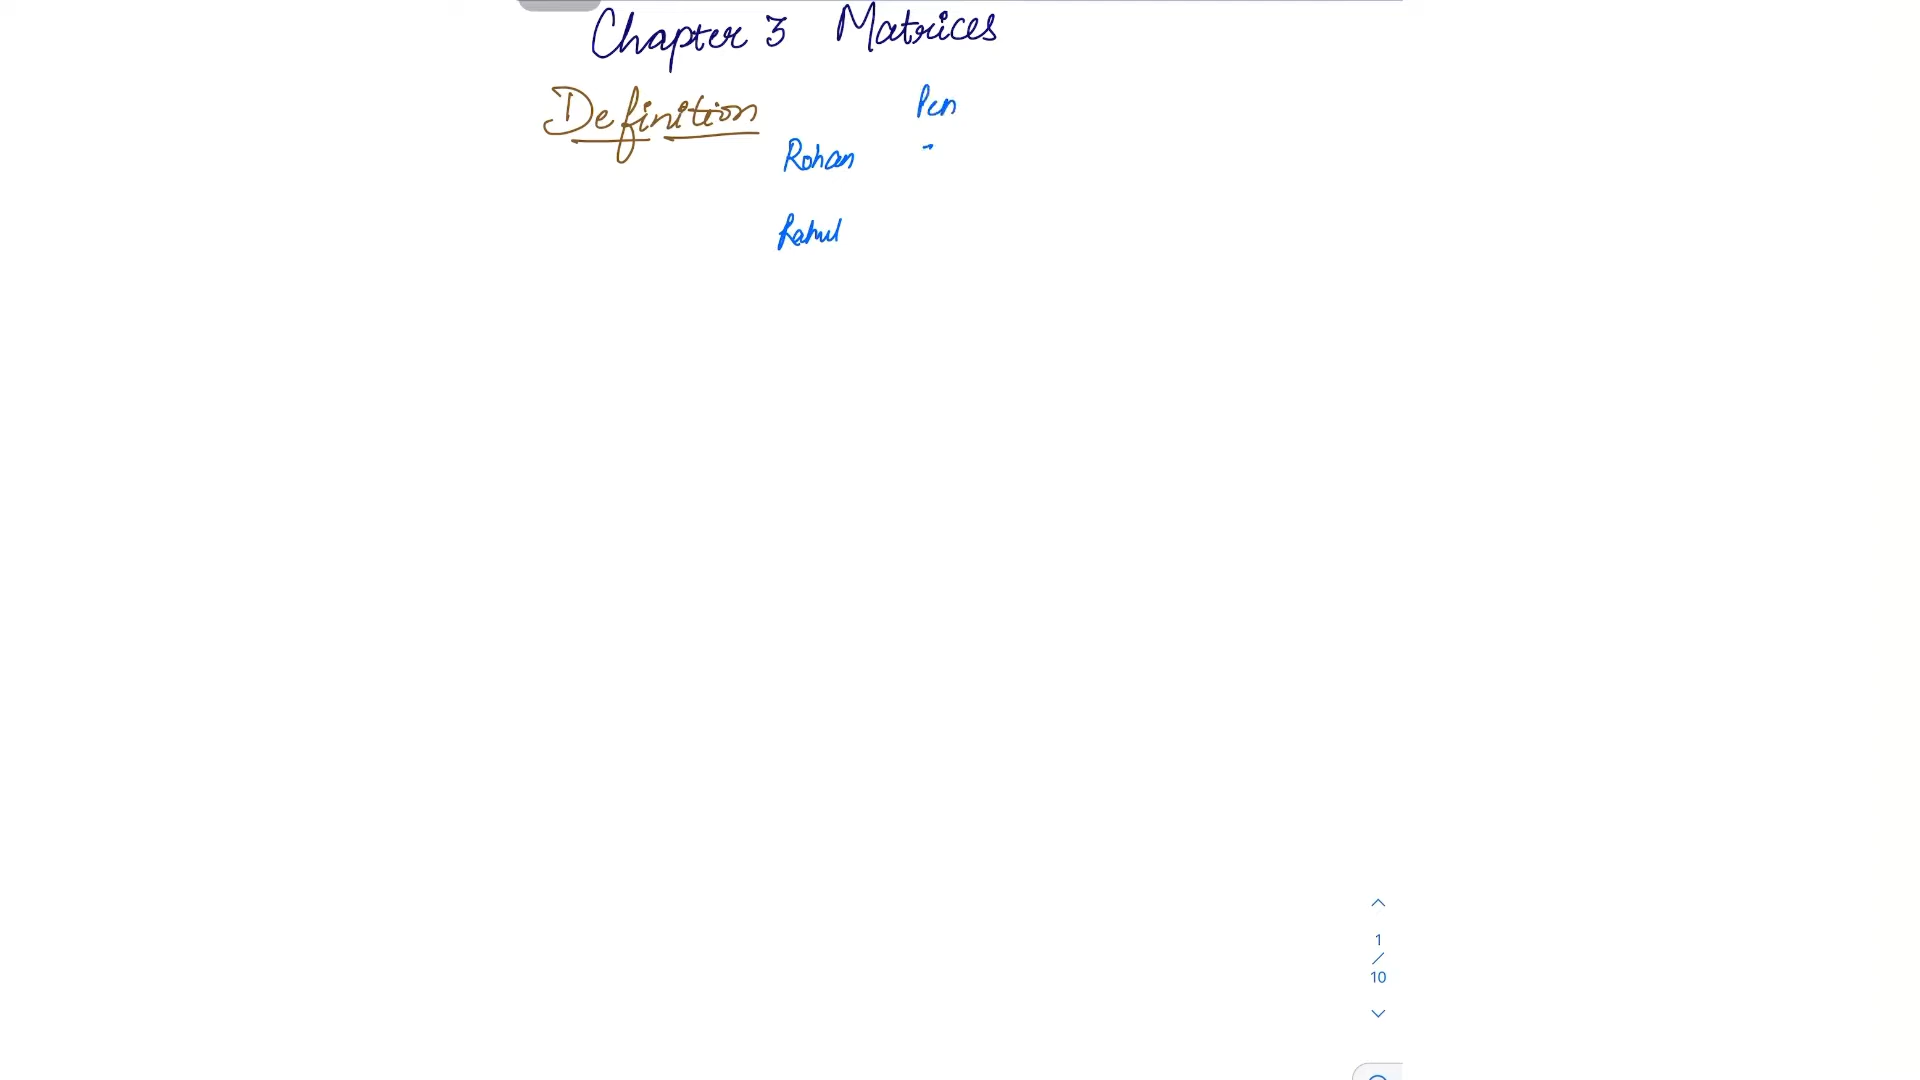 Chapter 3 Matrices
Definition
Pen
Rohan
Rahul
1
/
10